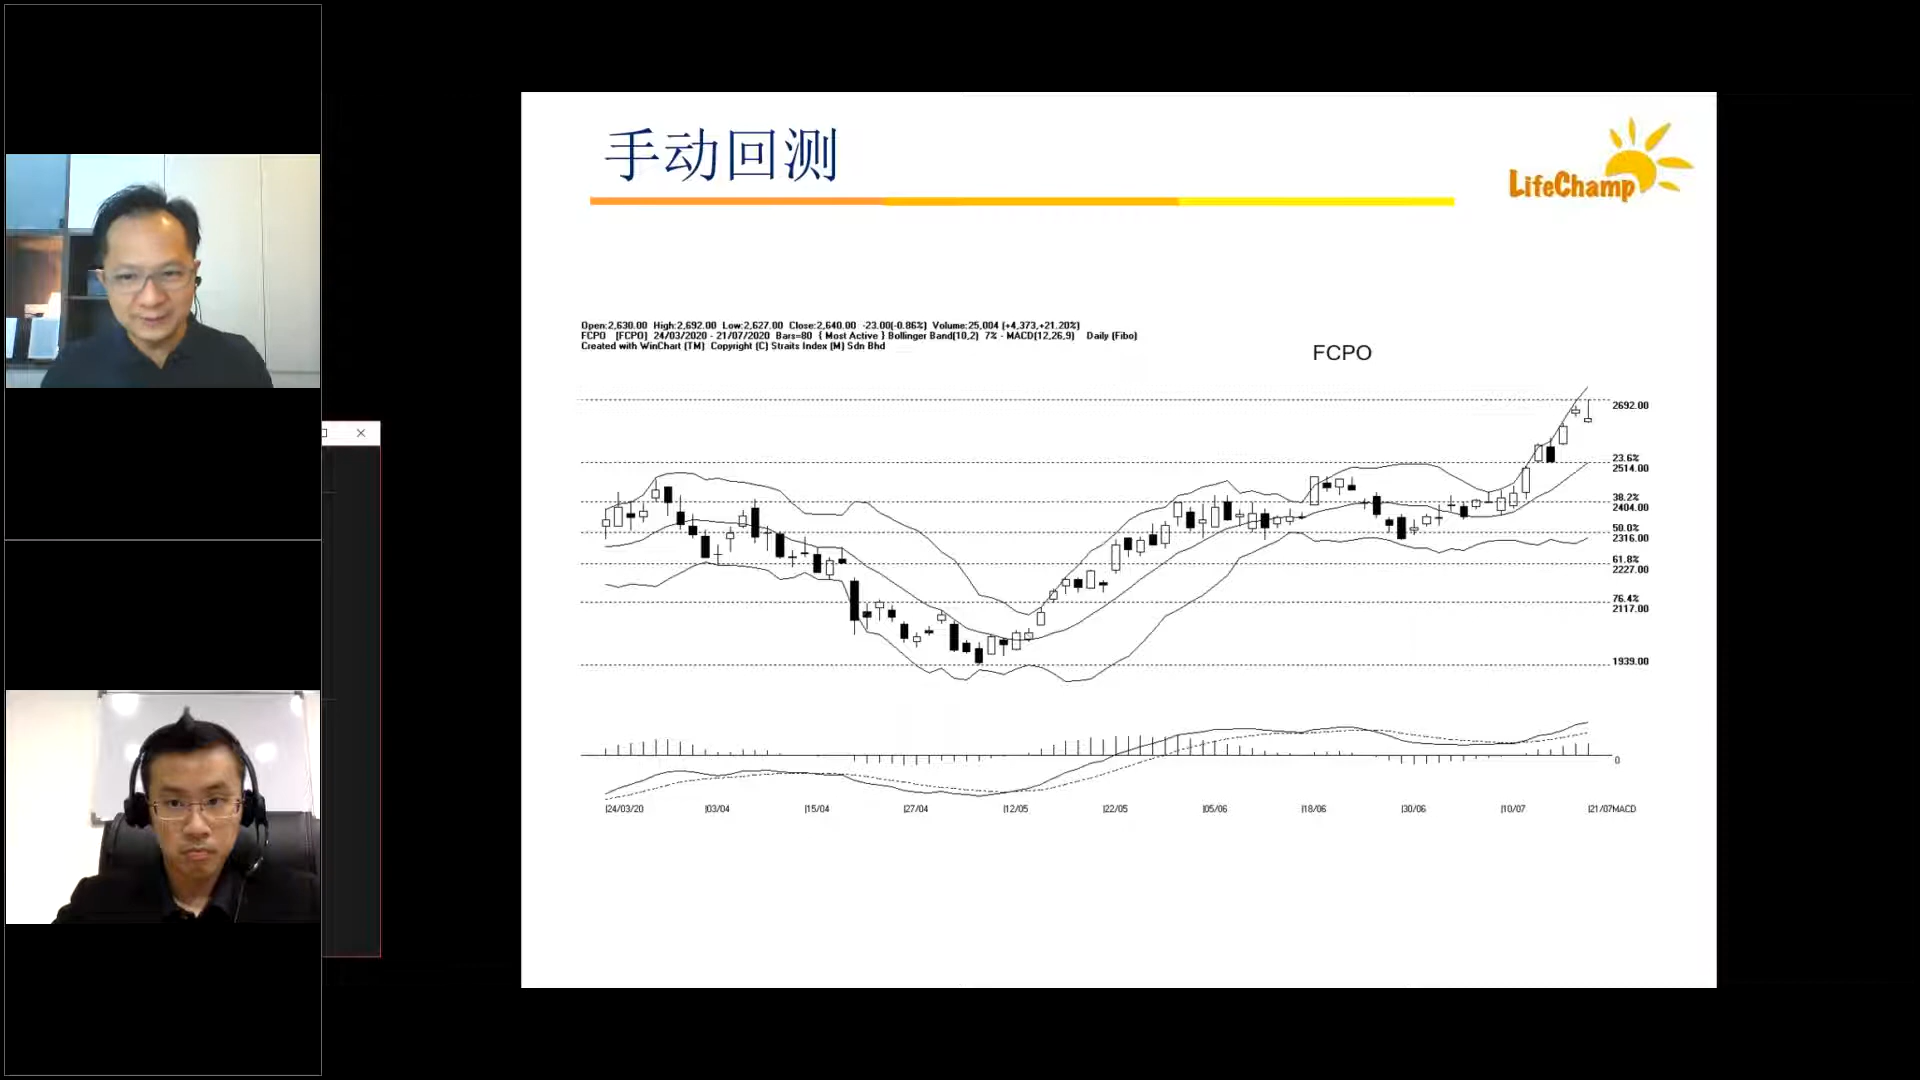 手动回测
LifeChamp
Open:2,630.00 High:2,692.00 Low:2,627.00 Close:2,640.00 -23.00(-0.86%) Volume:25,004 (+4,373,+21.20%)
FCPO [FCPO] 24/03/2020 - 21/07/2020 Bars=80 { Most Active } Bollinger Band(10,2) 7% - MACD(12,26,9) Daily (Fibo)
Created with WinChart (TM) Copyright (C) Straits Index (M) Sdn Bhd
FCPO
2692.00
23.6%
2514.00
38.2%
2404.00
50.0%
2316.00
61.8%
2227.00
76.4%
2117.00
1939.00
0
|24/03/20 |03/04 |15/04 |27/04 |12/05 |22/05 |05/06 |18/06 |30/06 |10/07 |21/07MACD